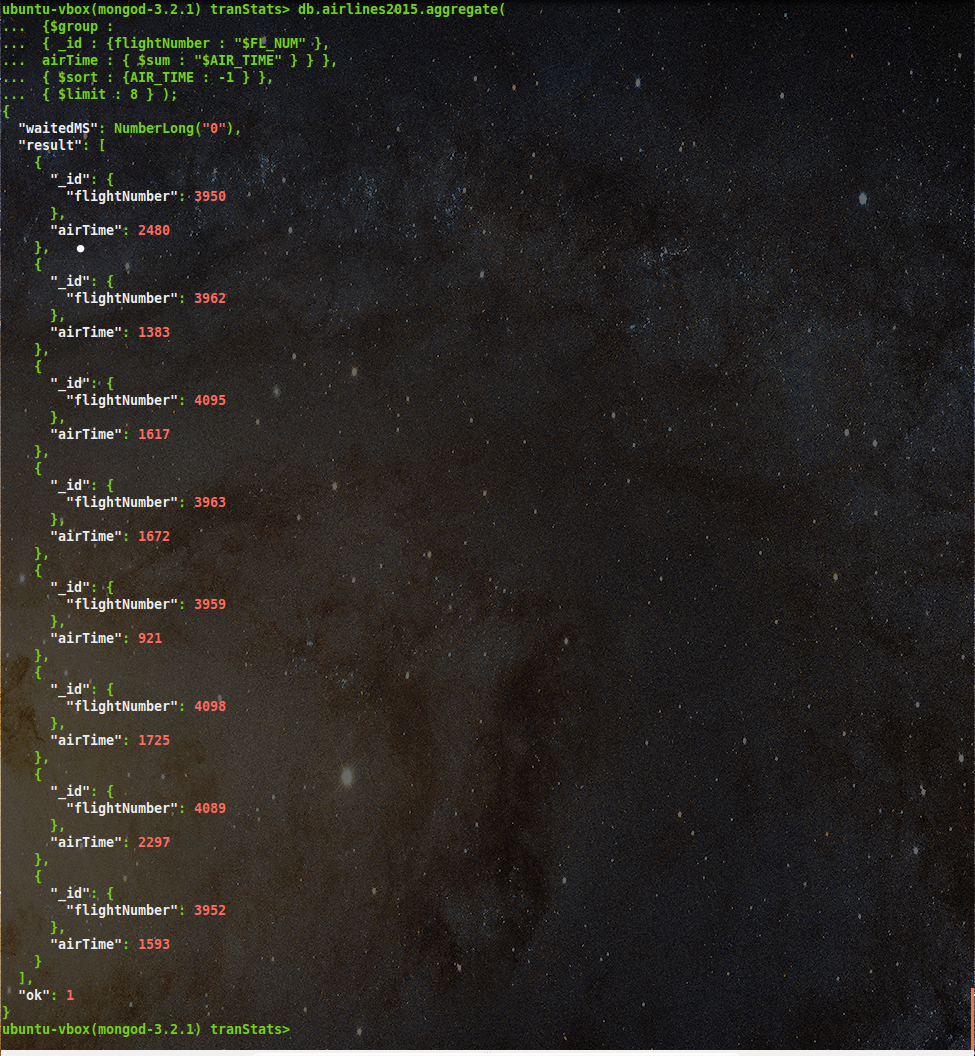 ubuntu-vbox(mongod-3.2.1) tranStats> db.airlines2015.aggregate(
...  {$group :
...  { _id : {flightNumber : "$FL_NUM" },
...  airTime : { $sum : "$AIR_TIME" } } },
...  { $sort : {AIR_TIME : -1 } },
...  { $limit : 8 } );
{
  "waitedMS": NumberLong("0"),
  "result": [
    {
      "_id": {
        "flightNumber": 3950
      },
      "airTime": 2480
    },
    {
      "_id": {
        "flightNumber": 3962
      },
      "airTime": 1383
    },
    {
      "_id": {
        "flightNumber": 4095
      },
      "airTime": 1617
    },
    {
      "_id": {
        "flightNumber": 3963
      },
      "airTime": 1672
    },
    {
      "_id": {
        "flightNumber": 3959
      },
      "airTime": 921
    },
    {
      "_id": {
        "flightNumber": 4098
      },
      "airTime": 1725
    },
    {
      "_id": {
        "flightNumber": 4089
      },
      "airTime": 2297
    },
    {
      "_id": {
        "flightNumber": 3952
      },
      "airTime": 1593
    }
  ],
  "ok": 1
}
ubuntu-vbox(mongod-3.2.1) tranStats>